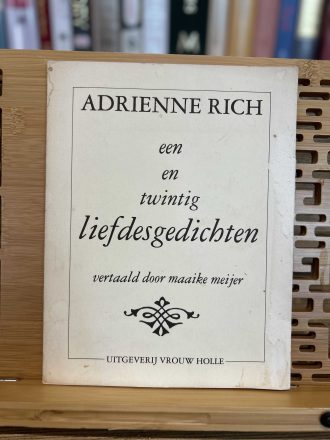 ADRIENNE RICH
een
en
twintig
liefdesgedichten
vertaald door maaike meijer
UITGEVERIJ VROUW HOLLE